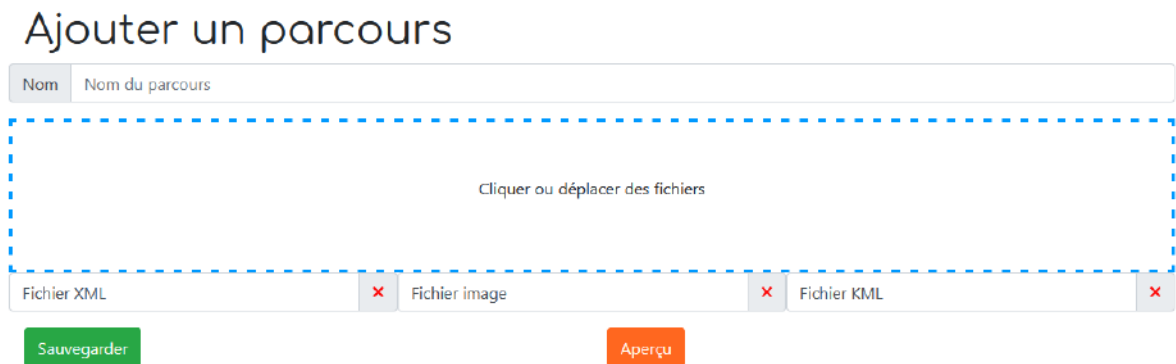 Ajouter un parcours
Nom Nom du parcours
Cliquer ou déplacer des fichiers
Fichier XML × Fichier image × Fichier KML ×
Sauvegarder Aperçu